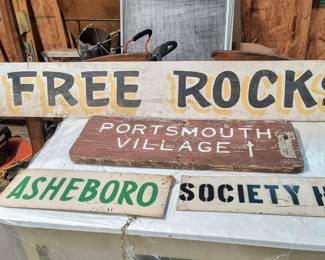 FREE ROCKS
PORTSMOUTH
VILLAGE ↑
ASHEBORO
SOCIETY H